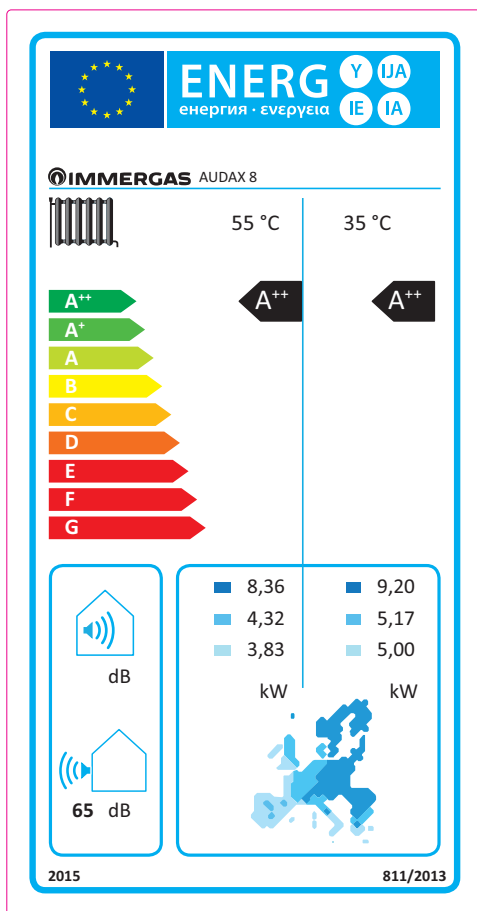 ENERG
енергия · ενεργεια
Y
IJA
IE
IA
IMMERGAS AUDAX 8
55 °C
35 °C
A++
A++
A++
A+
A
B
C
D
E
F
G
dB
65 dB
8,36
4,32
3,83
kW
9,20
5,17
5,00
kW
2015
811/2013